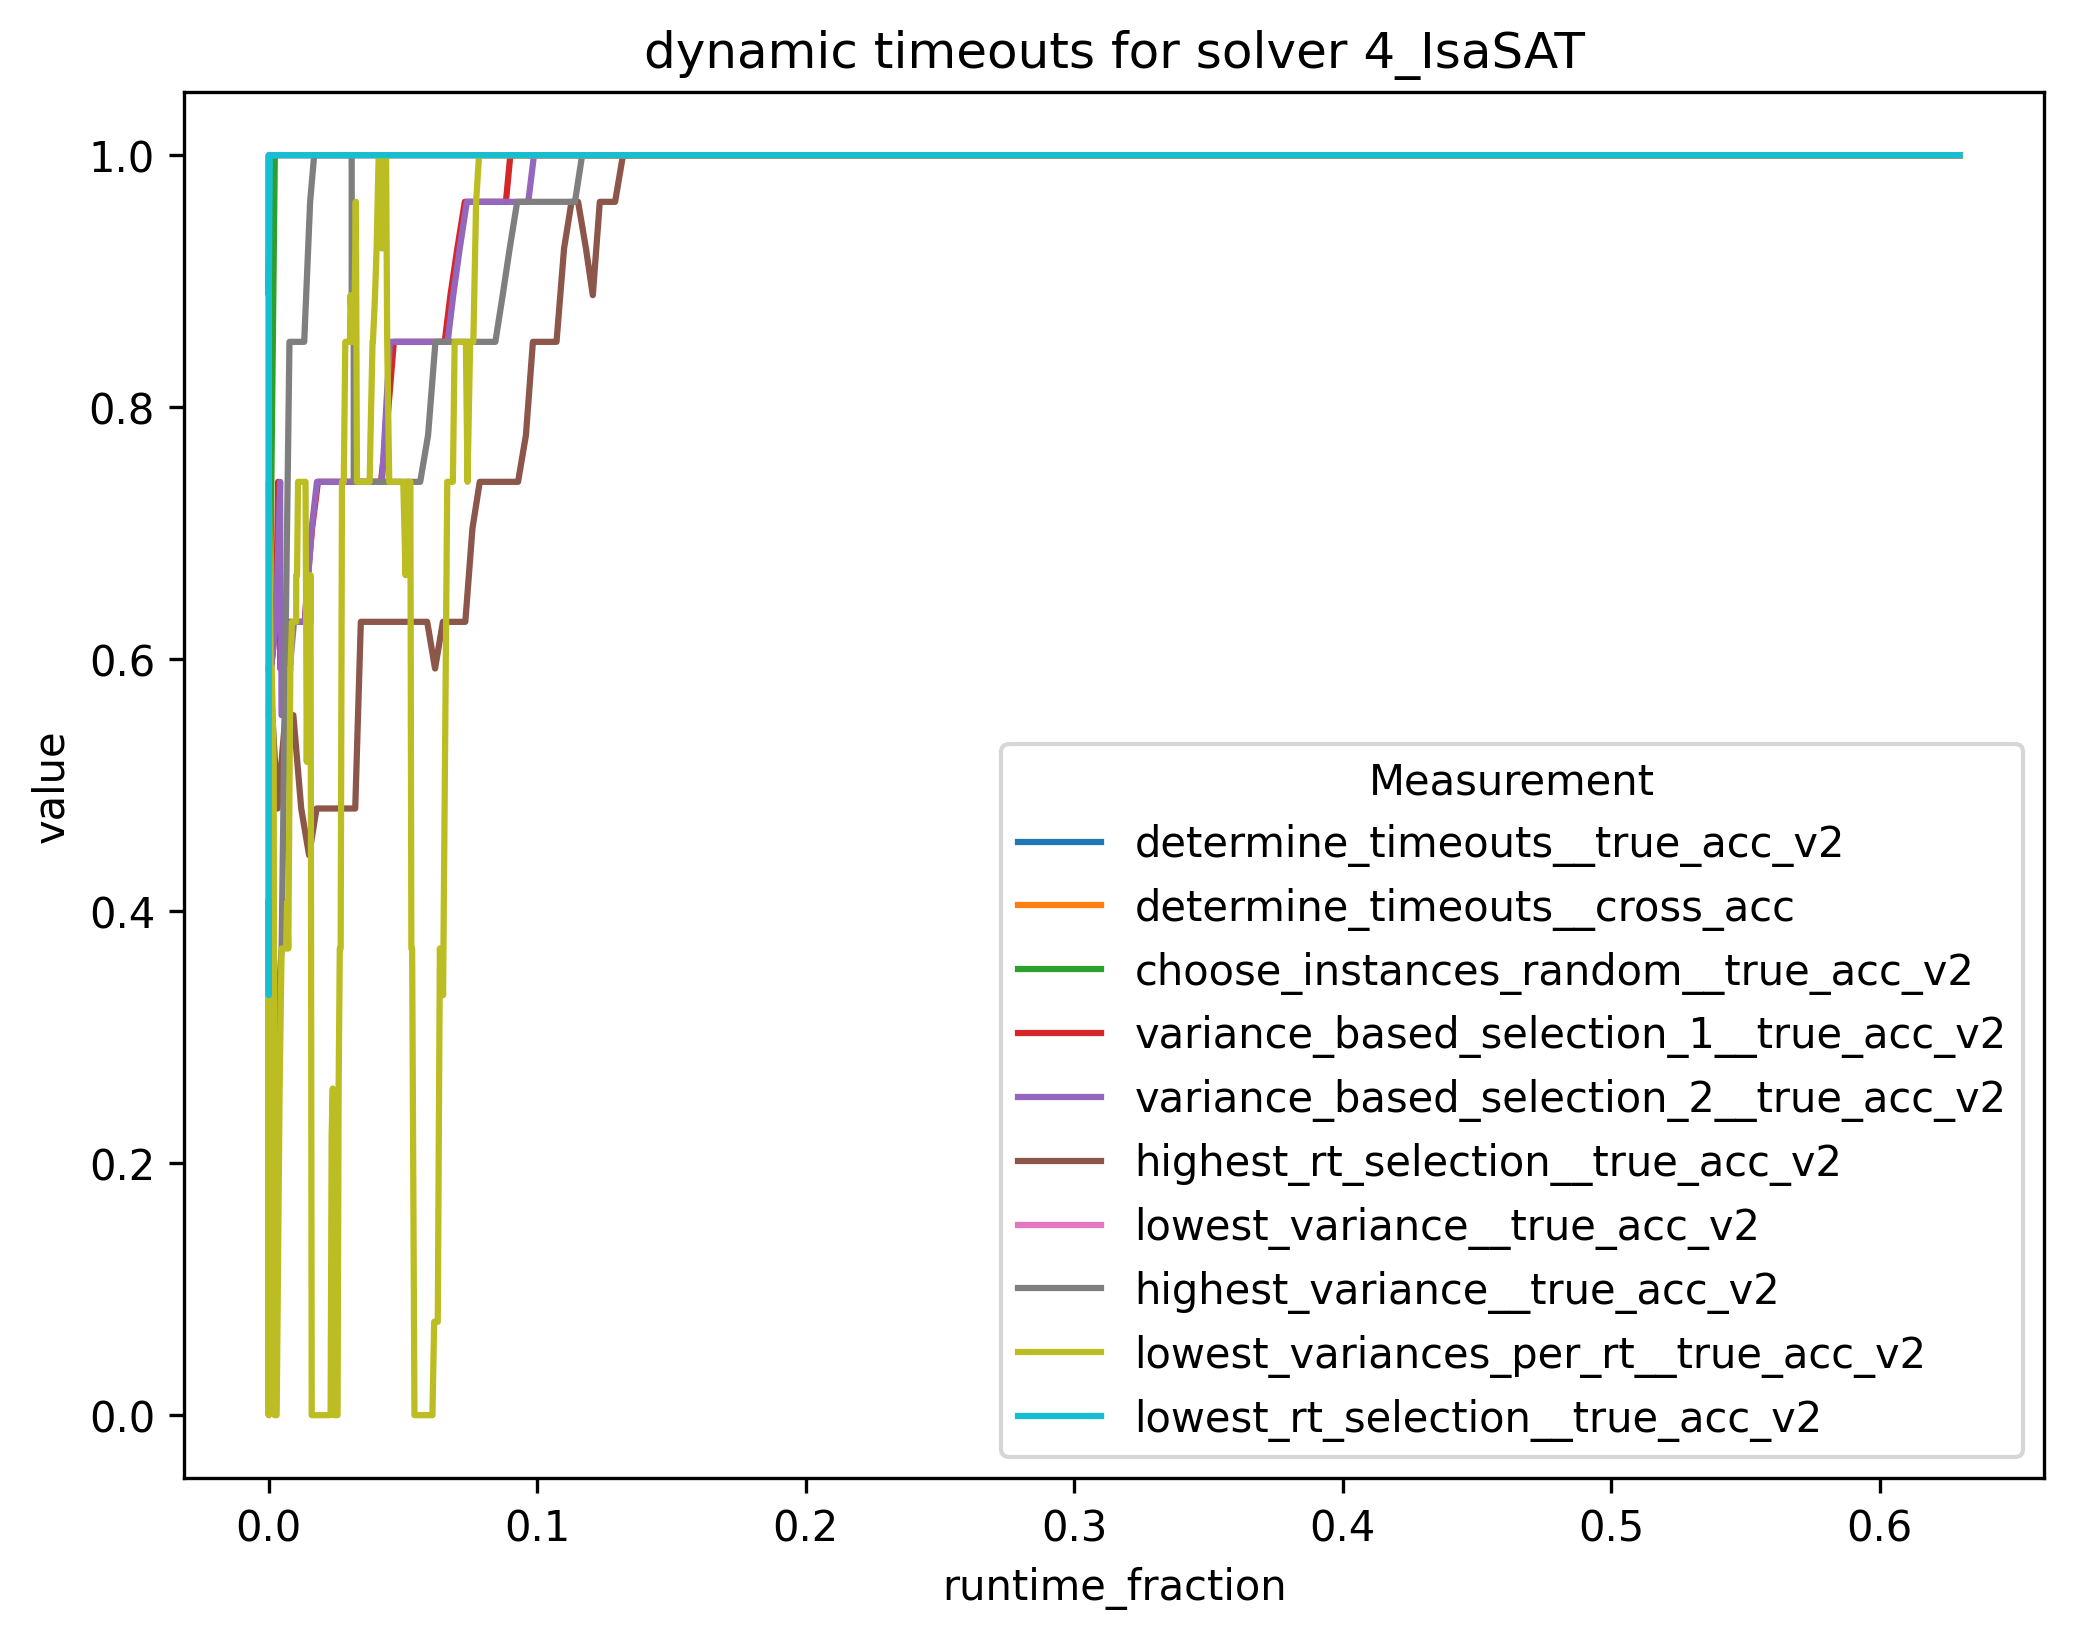 dynamic timeouts for solver 4_IsaSAT
1.0
0.8
0.6
0.4
0.2
0.0
value
Measurement
determine_timeouts__true_acc_v2
determine_timeouts__cross_acc
choose_instances_random__true_acc_v2
variance_based_selection_1__true_acc_v2
variance_based_selection_2__true_acc_v2
highest_rt_selection__true_acc_v2
lowest_variance__true_acc_v2
highest_variance__true_acc_v2
lowest_variances_per_rt__true_acc_v2
lowest_rt_selection__true_acc_v2
0.0 0.1 0.2 0.3 0.4 0.5 0.6
runtime_fraction